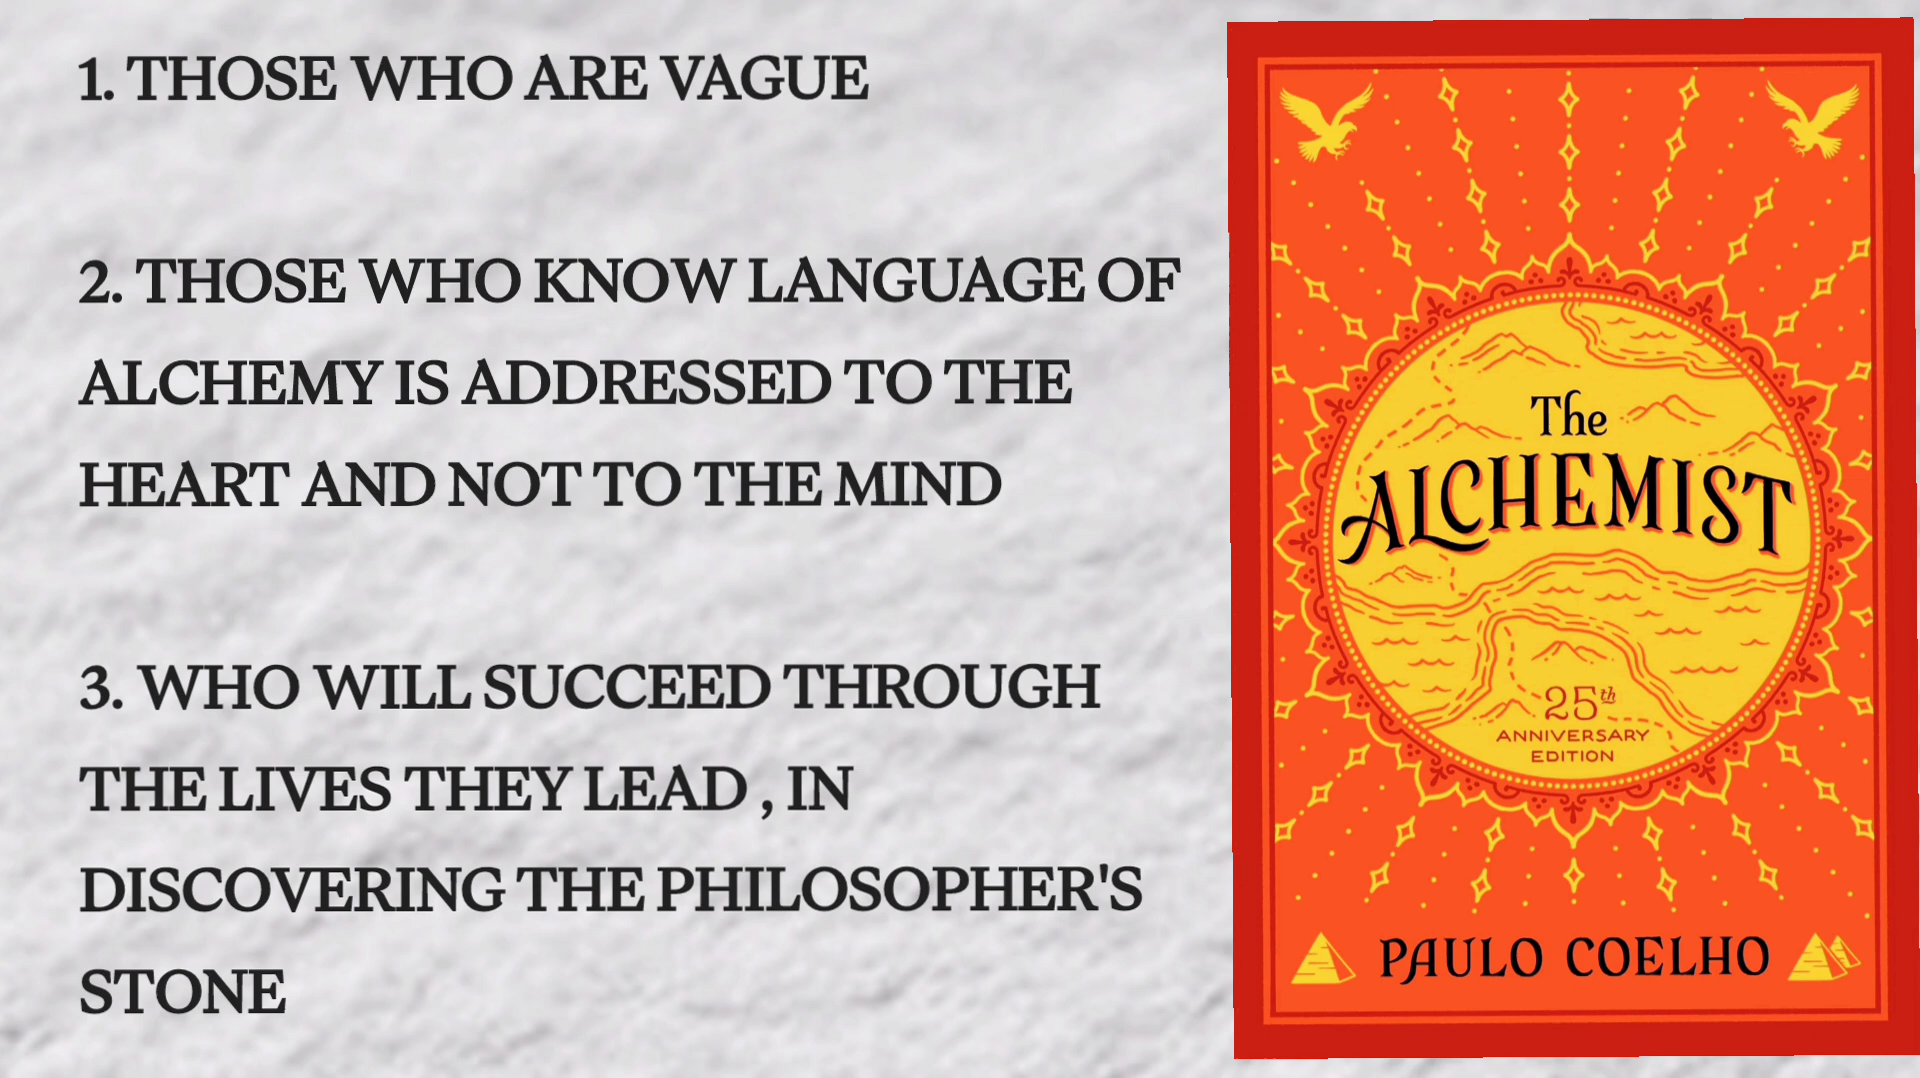 1. THOSE WHO ARE VAGUE
2. THOSE WHO KNOW LANGUAGE OF
ALCHEMY IS ADDRESSED TO THE
HEART AND NOT TO THE MIND
3. WHO WILL SUCCEED THROUGH
THE LIVES THEY LEAD , IN
DISCOVERING THE PHILOSOPHER'S
STONE
The
ALCHEMIST
25th
ANNIVERSARY
EDITION
PAULO COELHO